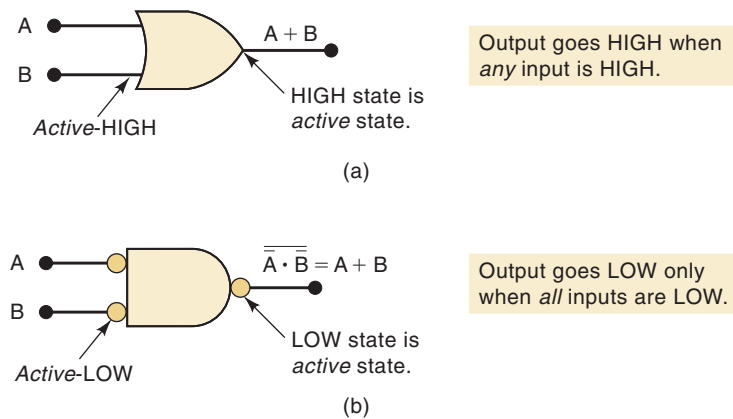 A
A + B
B
Output goes HIGH when
any input is HIGH.
HIGH state is
active state.
Active-HIGH
(a)
A
B
A̅̅ ̅·̅ ̅B̅̅ = A + B
Output goes LOW only
when all inputs are LOW.
LOW state is
active state.
Active-LOW
(b)